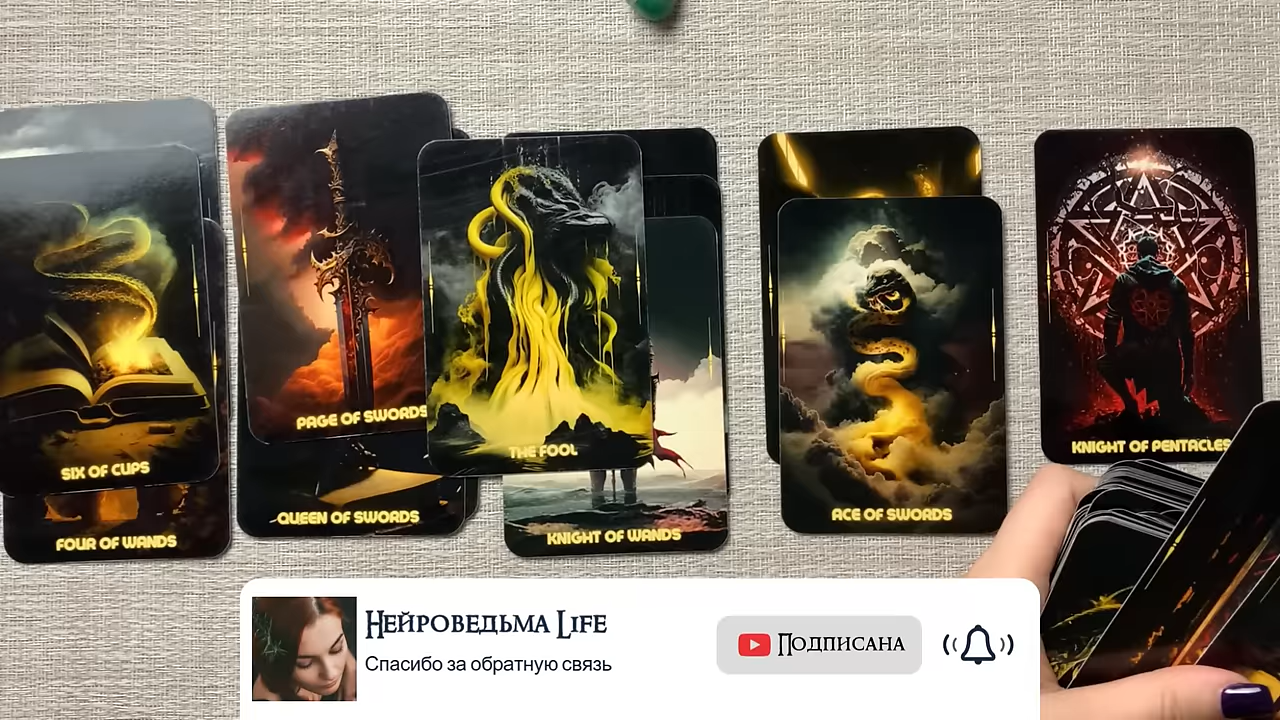 SIX OF CUPS
FOUR OF WANDS
PAGE OF SWORDS
QUEEN OF SWORDS
THE FOOL
KNIGHT OF WANDS
ACE OF SWORDS
KNIGHT OF PENTACLES
Нейроведьма Life
Спасибо за обратную связь
Подписана